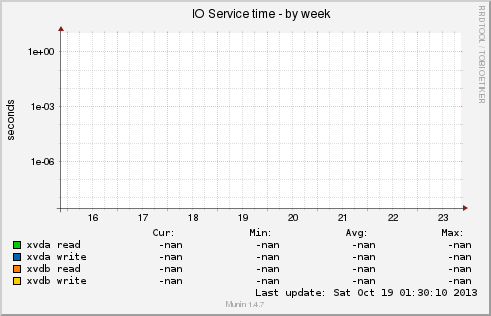 IO Service time - by week
RRDTOOL / TOBI OETIKER
1e+00
1e-03
1e-06
seconds
16 17 18 19 20 21 22 23
Cur: Min: Avg: Max:
xvda read -nan -nan -nan -nan
xvda write -nan -nan -nan -nan
xvdb read -nan -nan -nan -nan
xvdb write -nan -nan -nan -nan
Last update: Sat Oct 19 01:30:10 2013
Munin 1.4.7